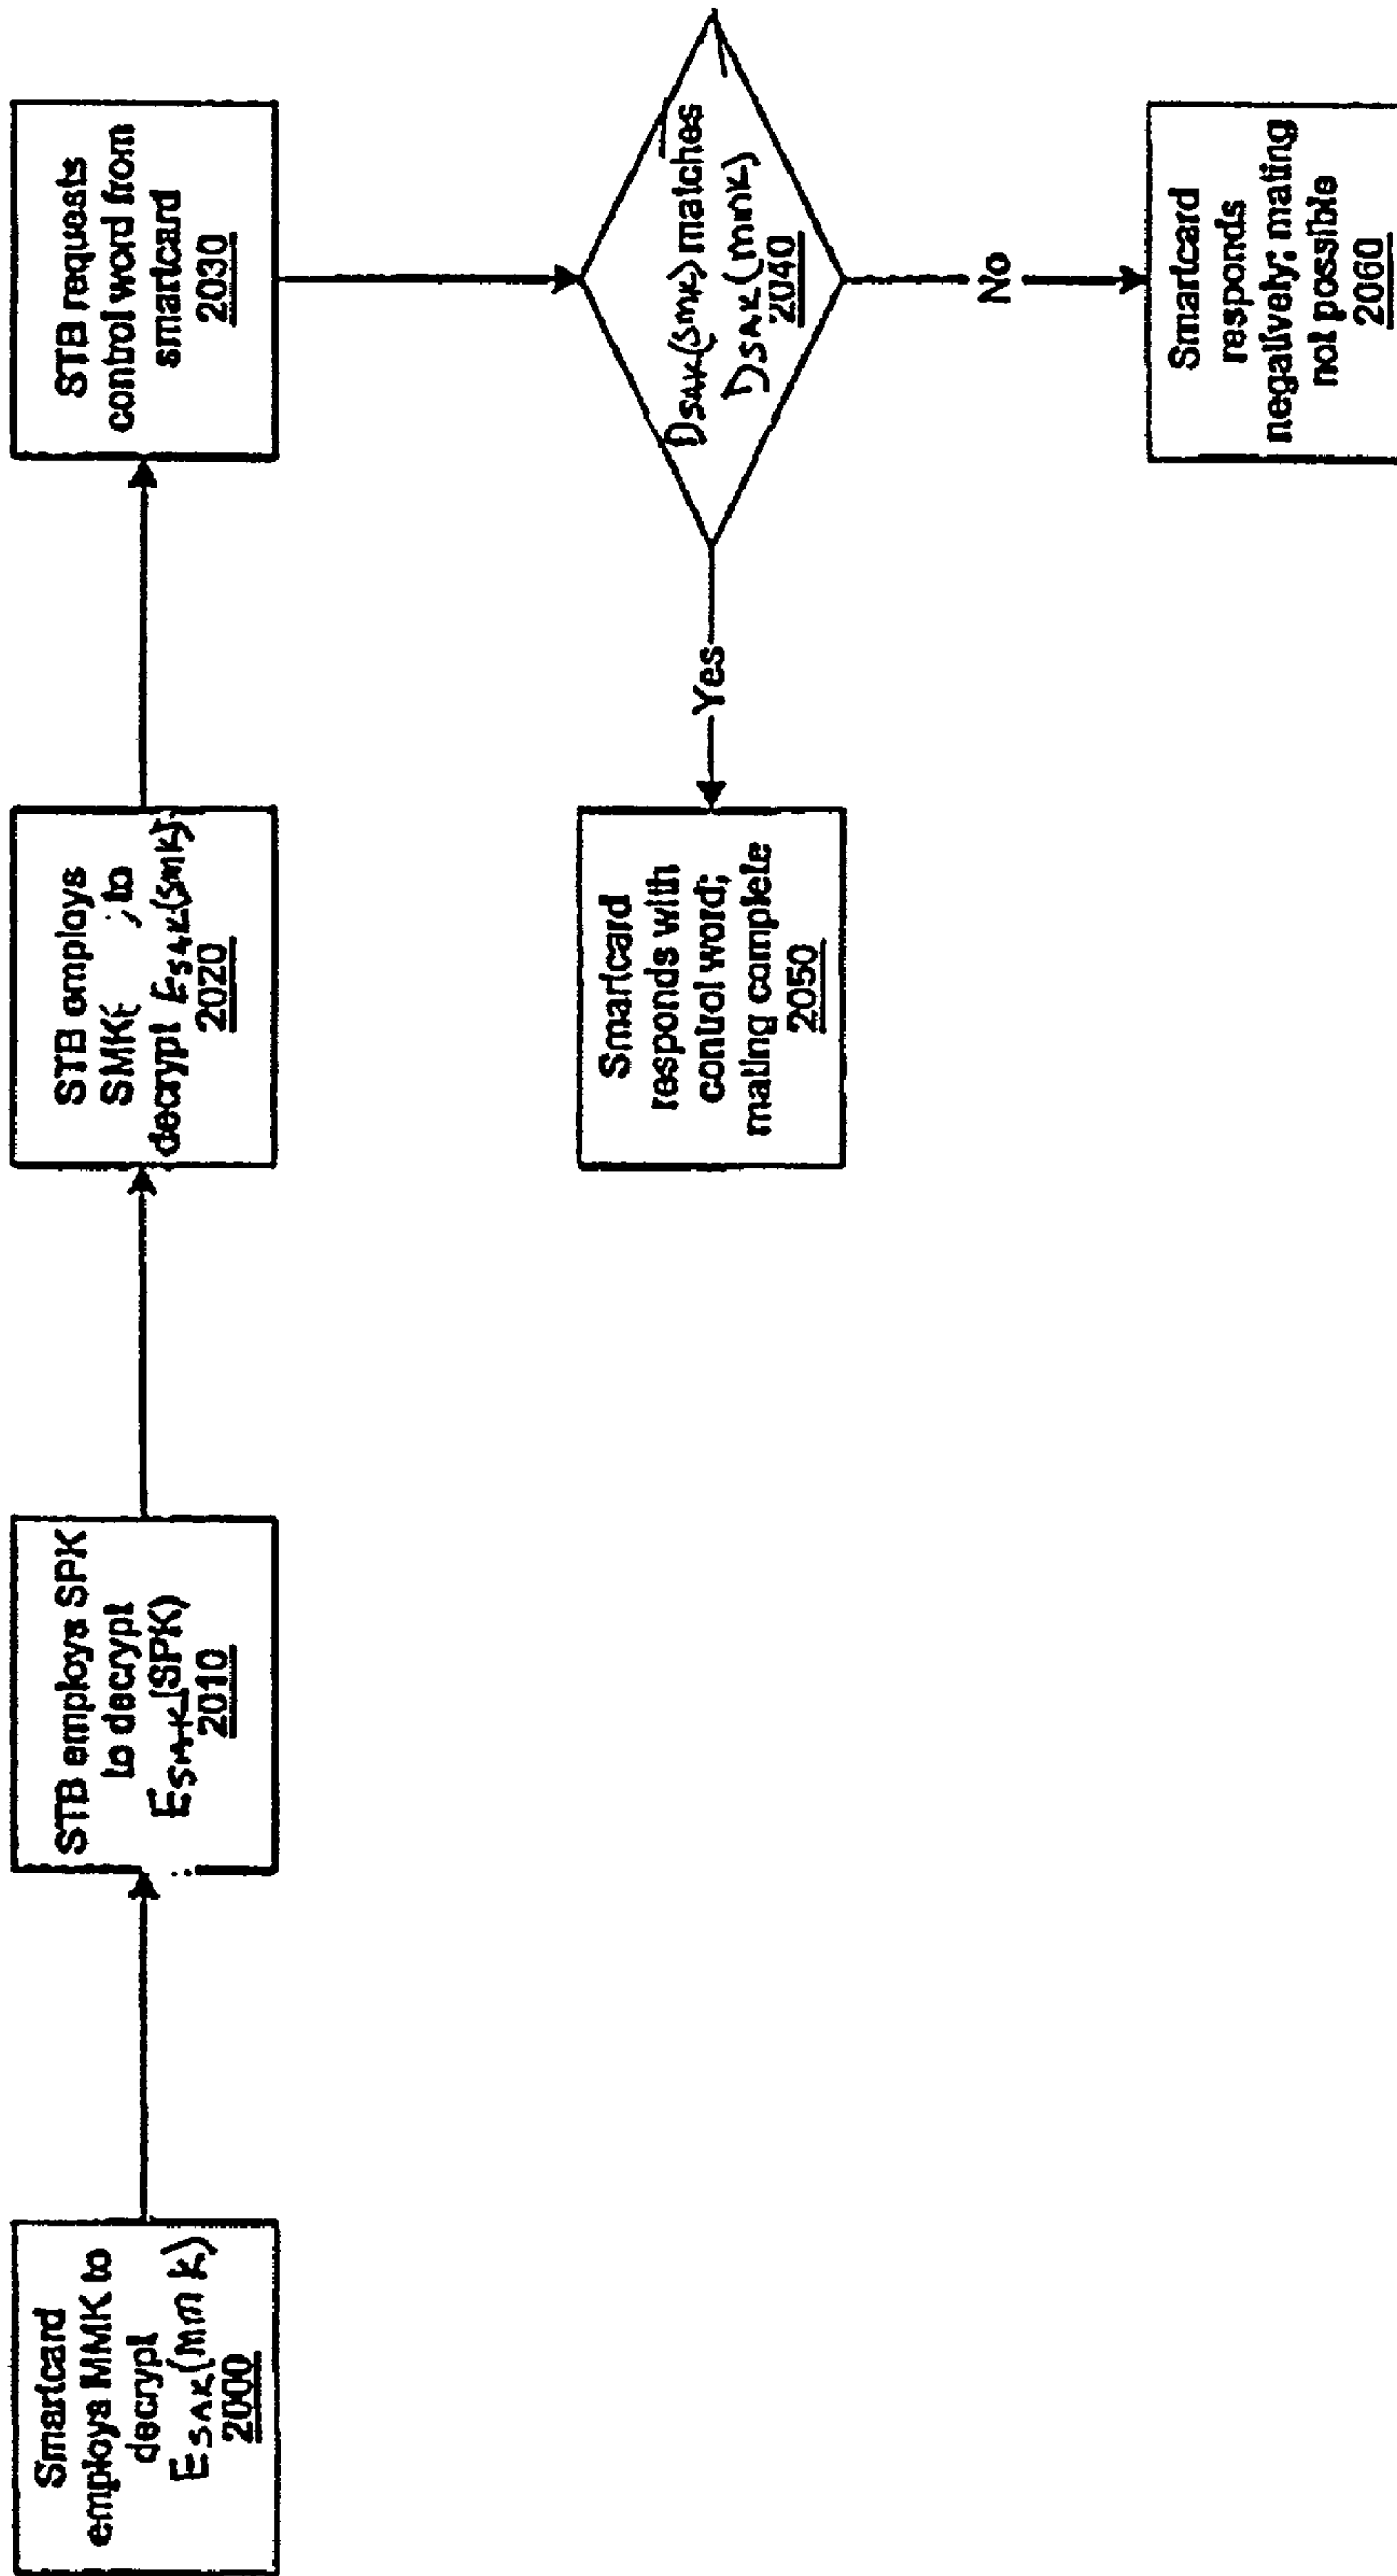 Smartcard
employs MMK to
decrypt
ESAK(MMK)
2000
STB employs SPK
to decrypt
(SPK)
2010
STB employs
to
decrypt ESAK(SMK)
2020
STB requests
control word from
smartcard
2030
DSAK(SMK) matches
DSAK(MMK)
2040
Yes
No
Smartcard
responds with
control word;
mating complete
2050
Smartcard
responds
negatively; mating
not possible
2060